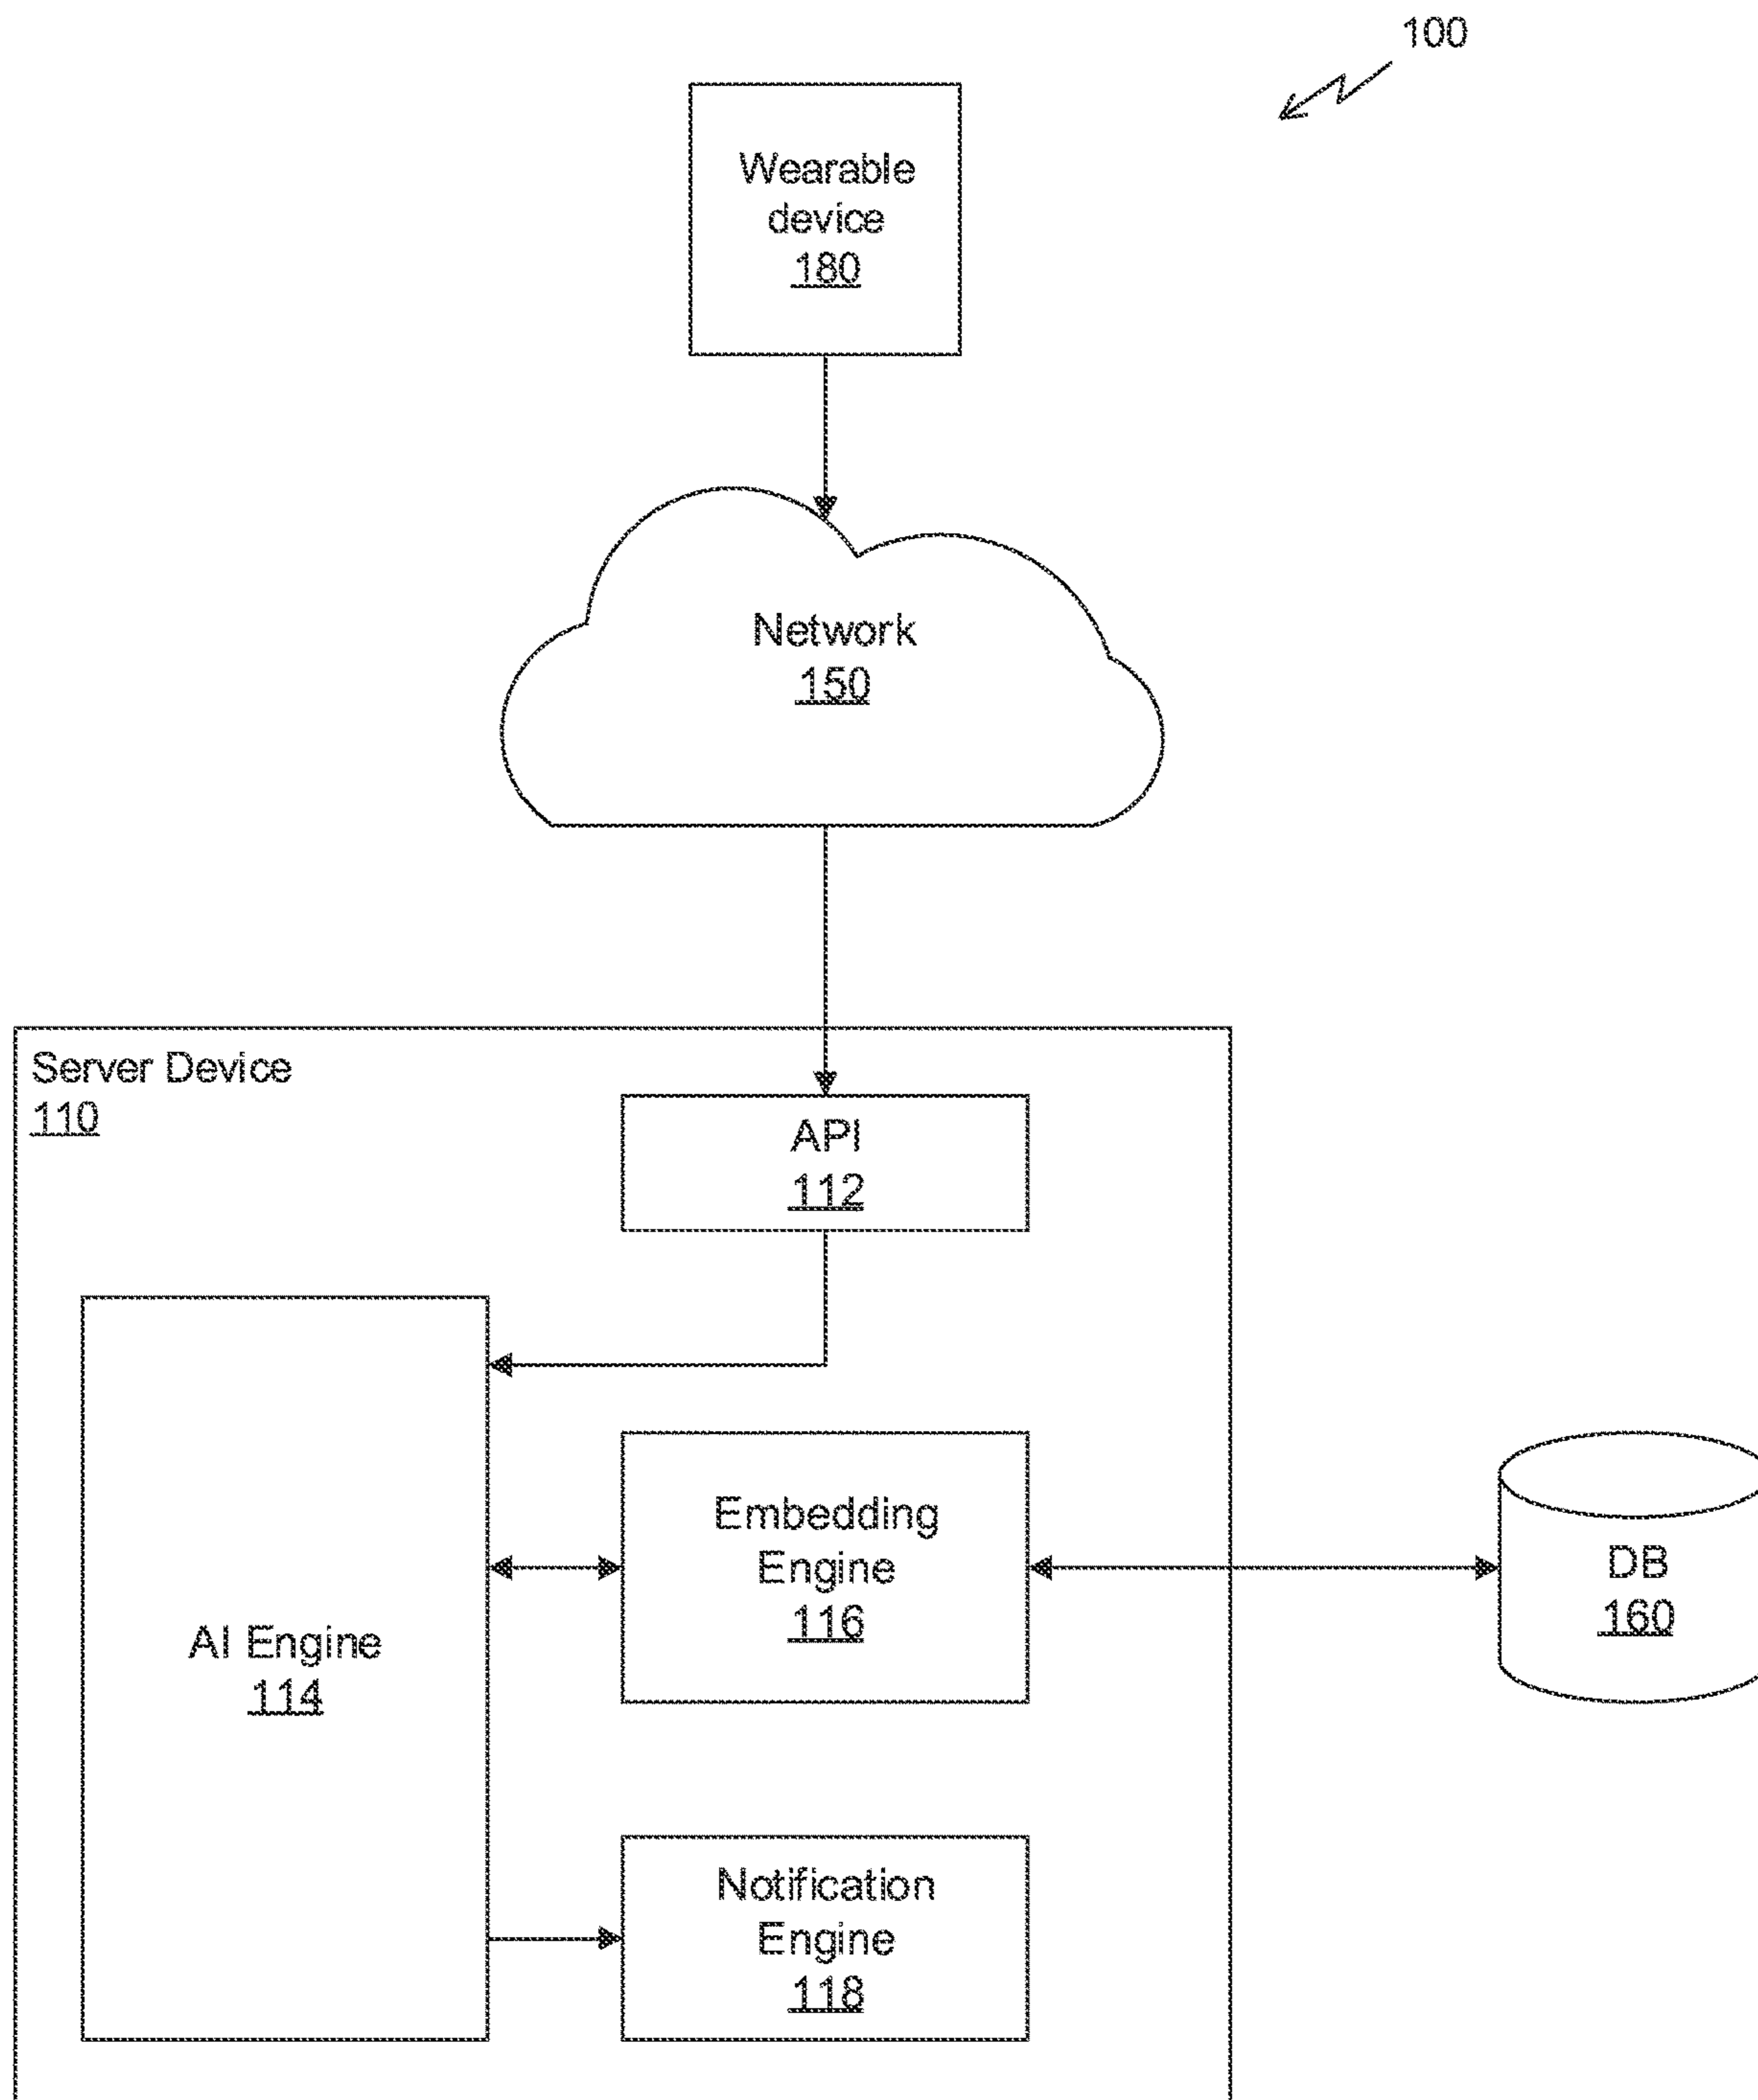 100
Wearable
device
180
Network
150
Server Device
110
API
112
Embedding
Engine
116
DB
160
AI Engine
114
Notification
Engine
118